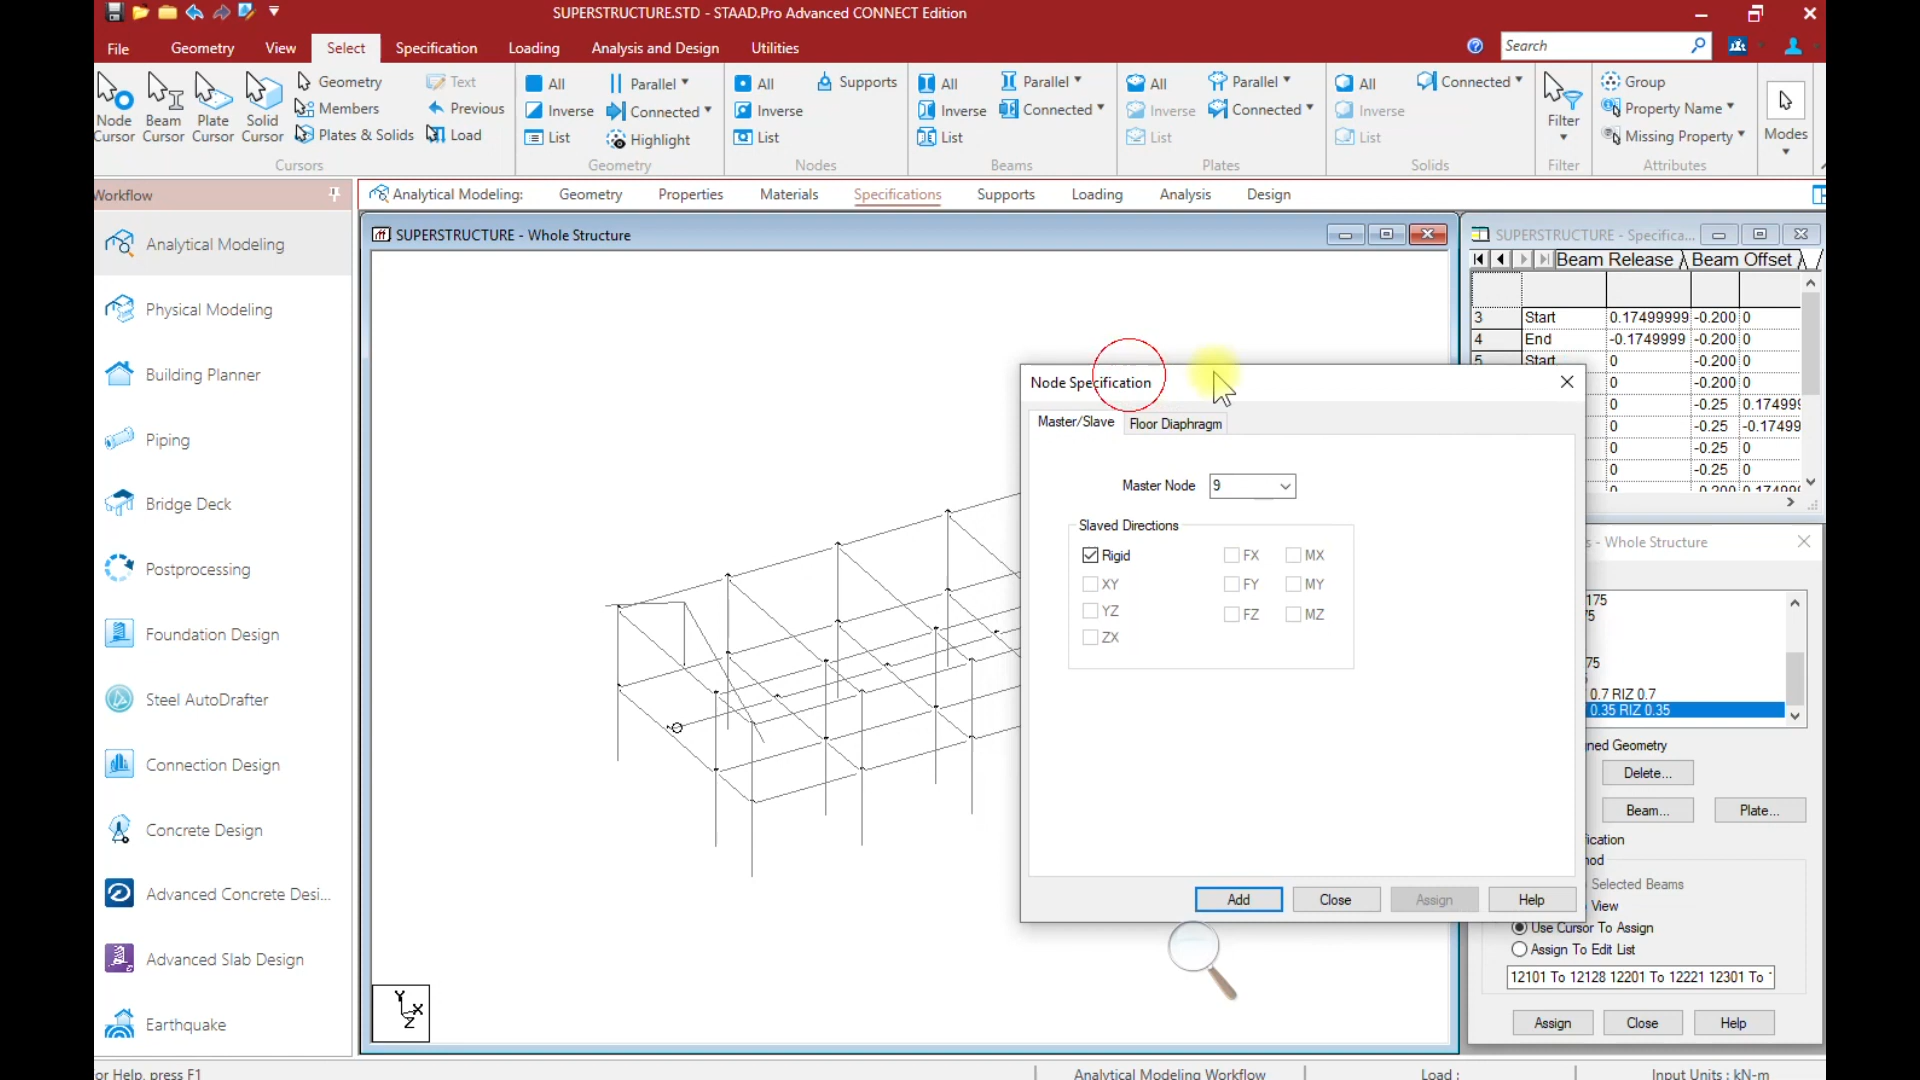 SUPERSTRUCTURE.STD - STAAD.Pro Advanced CONNECT Edition
File Geometry View Select Specification Loading Analysis and Design Utilities
Search
Node Cursor
Beam Cursor
Plate Cursor
Solid Cursor
Geometry
Members
Plates & Solids
Text
Previous
Load
Cursors
All
Inverse
List
Parallel
Connected
Highlight
Geometry
All
Inverse
List
Supports
Nodes
All
Inverse
List
Parallel
Connected
Beams
All
Inverse
List
Parallel
Connected
Plates
All
Inverse
List
Connected
Solids
Filter
Filter
Group
Property Name
Missing Property
Attributes
Modes
Workflow
Analytical Modeling: Geometry Properties Materials Specifications Supports Loading Analysis Design
Analytical Modeling
Physical Modeling
Building Planner
Piping
Bridge Deck
Postprocessing
Foundation Design
Steel AutoDrafter
Connection Design
Concrete Design
Advanced Concrete Desi...
Advanced Slab Design
Earthquake
SUPERSTRUCTURE - Whole Structure
Y X Z
SUPERSTRUCTURE - Specifica...
Beam Release Beam Offset
3 Start 0.17499999 -0.200 0
4 End -0.1749999 -0.200 0
5 Start 0 -0.200 0
0 -0.200 0
0 -0.25 0.17499
0 -0.25 -0.17499
0 -0.25 0
0 -0.25 0
Node Specification
Master/Slave Floor Diaphragm
Master Node 9
Slaved Directions
Rigid FX MX
XY FY MY
YZ FZ MZ
ZX
Add Close Assign Help
s - Whole Structure
175
75
75
0.7 RIZ 0.7
0.35 RIZ 0.35
ned Geometry
Delete...
Beam... Plate...
ication
od
Selected Beams
View
Use Cursor To Assign
Assign To Edit List
12101 To 12128 12201 To 12221 12301 To
Assign Close Help
or Help, press F1
Analytical Modeling Workflow
Load :
Input Units : kN-m